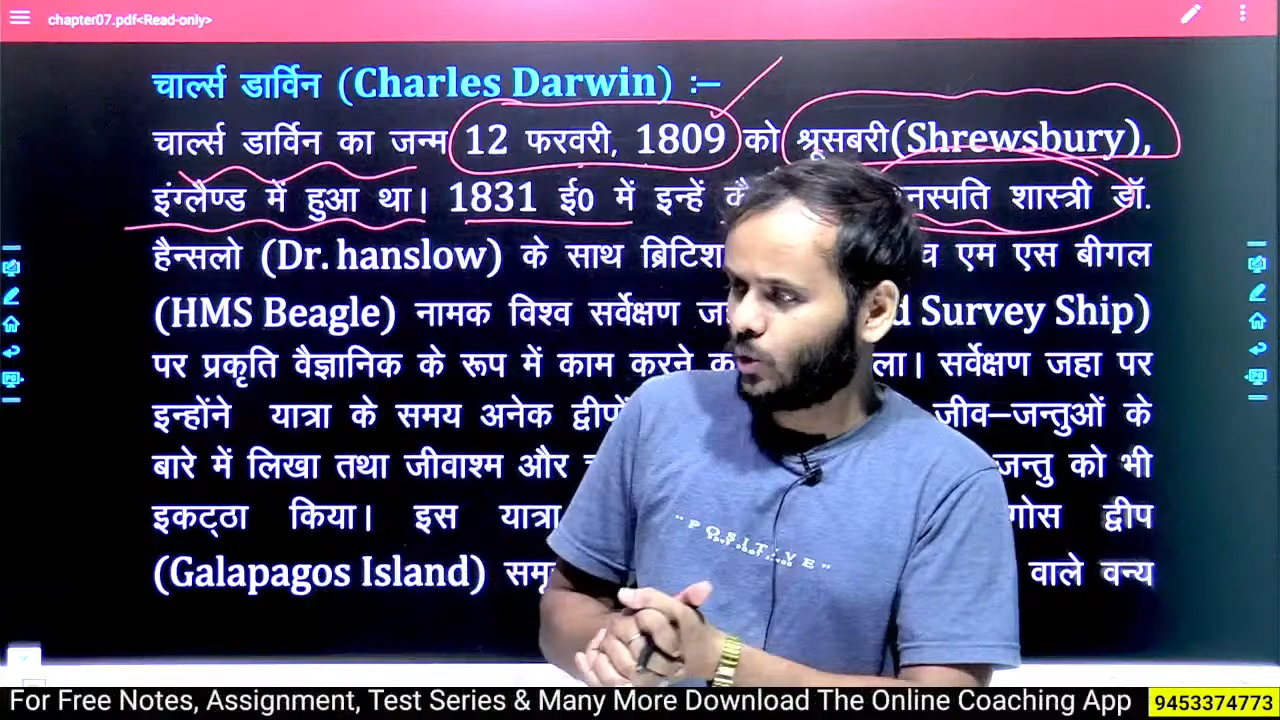 chapter07.pdf<Read-only>
चार्ल्स डार्विन (Charles Darwin) :–
चार्ल्स डार्विन का जन्म 12 फरवरी, 1809 को श्रूसबरी(Shrewsbury),
इंग्लैण्ड में हुआ था। 1831 ई0 में इन्हें शास्त्री डॉ.
हैन्सलो (Dr. hanslow) के साथ ब्रिटिश एम एस बीगल
(HMS Beagle) नामक विश्व सर्वेक्षण Survey Ship)
पर प्रकृति वैज्ञानिक के रूप में काम करने सर्वेक्षण जहा पर
इन्होंने यात्रा के समय अनेक जीव–जन्तुओं के
बारे में लिखा तथा जीवाश्म और जन्तु को भी
इकट्ठा किया। इस यात्रा द्वीप
(Galapagos Island) वाले वन्य
"POSITIVE"
For Free Notes, Assignment, Test Series & Many More Download The Online Coaching App 9453374773